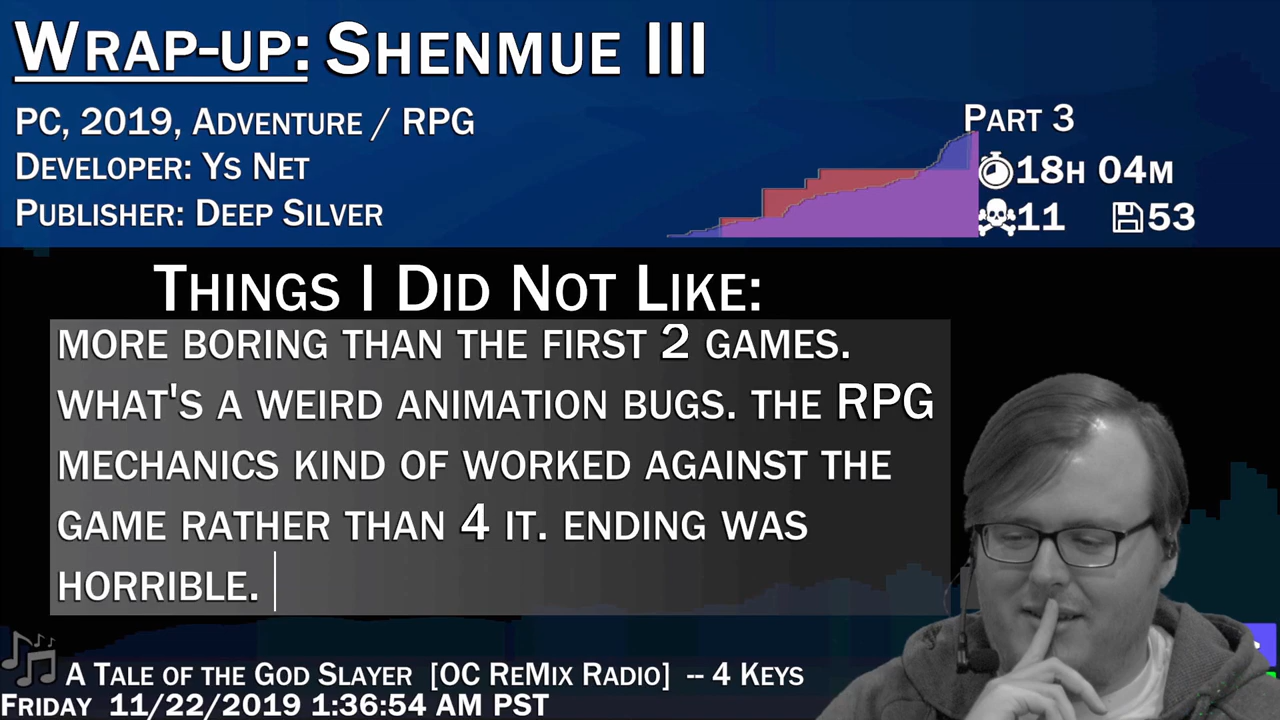 Wrap-up: Shenmue III
PC, 2019, Adventure / RPG
Developer: Ys Net
Publisher: Deep Silver
Part 3
18h 04m
11 53
Things I Did Not Like:
more boring than the first 2 games.
what's a weird animation bugs. the RPG
mechanics kind of worked against the
game rather than 4 it. ending was
horrible.
A Tale of the God Slayer [OC ReMix Radio] -- 4 Keys
Friday 11/22/2019 1:36:54 AM PST